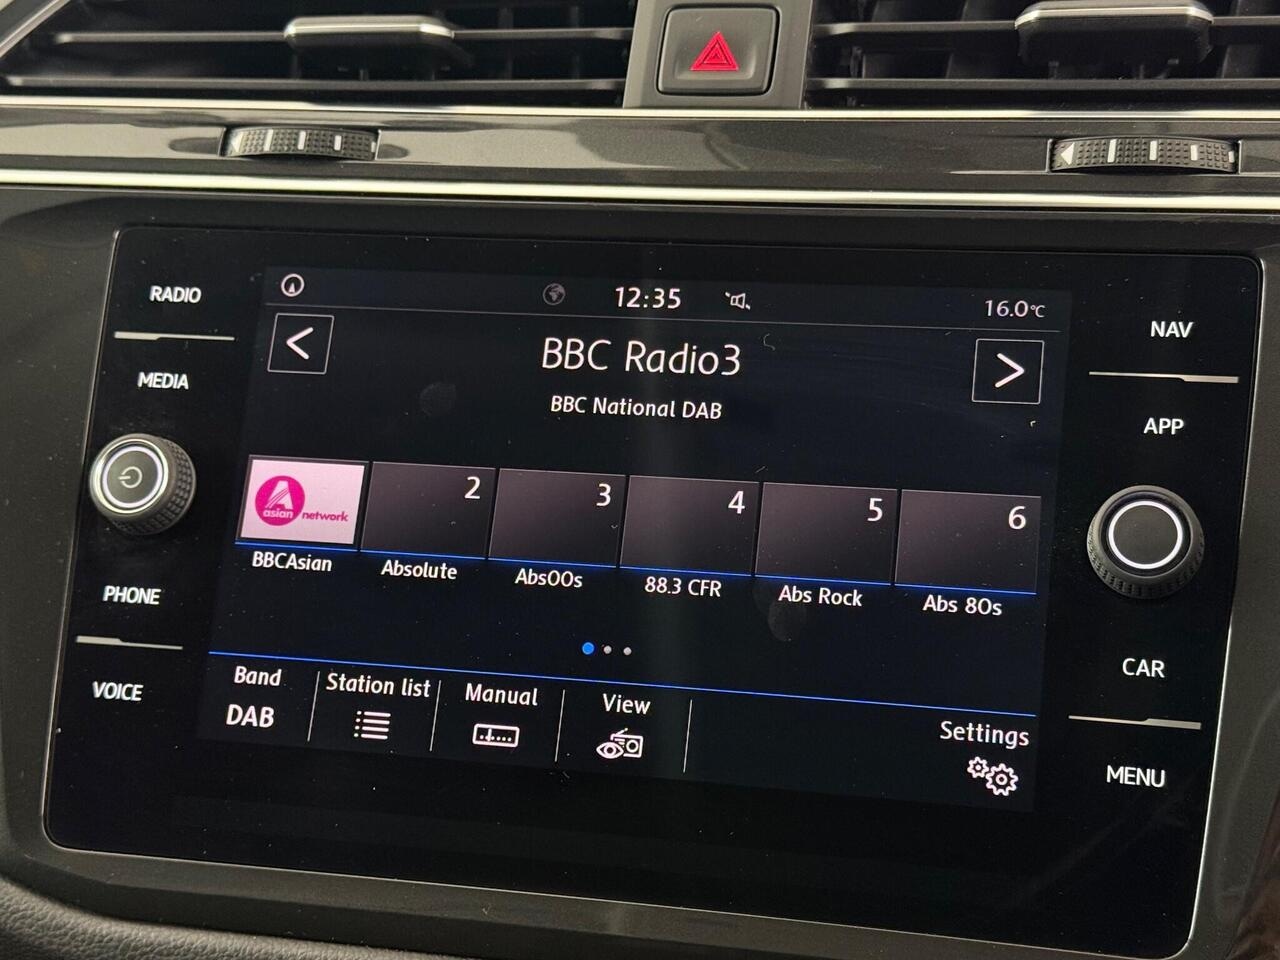 RADIO
MEDIA
PHONE
VOICE
12:35
16.0°C
BBC Radio3
BBC National DAB
asian network
2
3
4
5
6
BBCAsian
Absolute
Abs00s
88.3 CFR
Abs Rock
Abs 80s
Band
DAB
Station list
Manual
View
Settings
NAV
APP
CAR
MENU